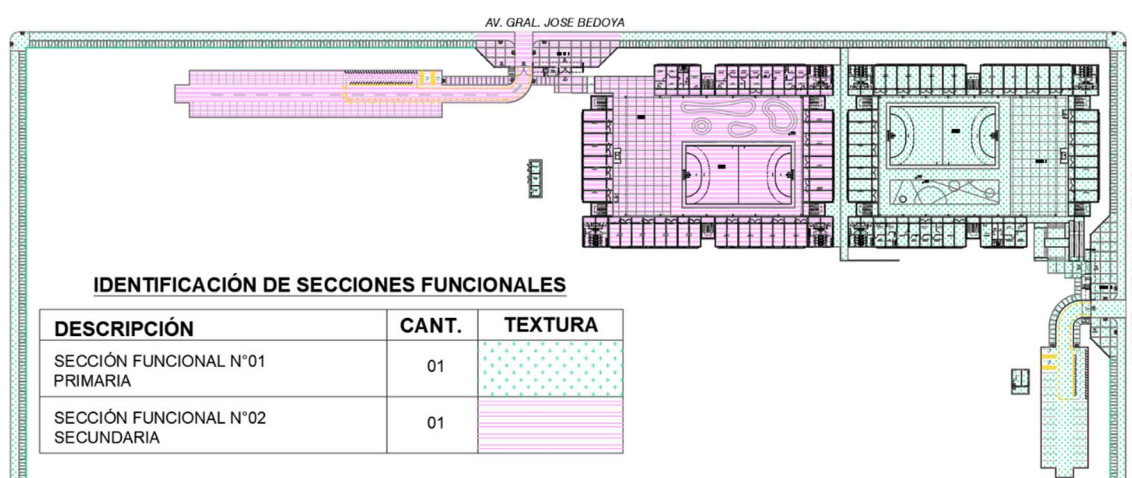 AV. GRAL. JOSE BEDOYA
IDENTIFICACIÓN DE SECCIONES FUNCIONALES
DESCRIPCIÓN CANT. TEXTURA
SECCIÓN FUNCIONAL N°01
PRIMARIA
01
SECCIÓN FUNCIONAL N°02
SECUNDARIA
01